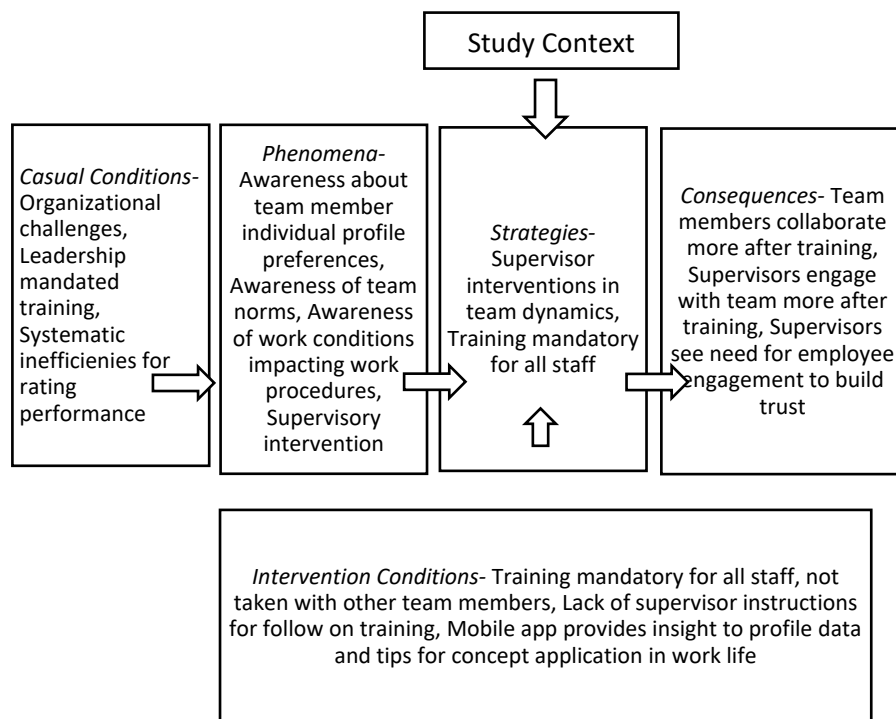 Study Context
Casual Conditions-
Organizational
challenges,
Leadership
mandated
training,
Systematic
inefficienies for
rating
performance
Phenomena-
Awareness about
team member
individual profile
preferences,
Awareness of team
norms, Awareness
of work conditions
impacting work
procedures,
Supervisory
intervention
Strategies-
Supervisor
interventions in
team dynamics,
Training mandatory
for all staff
Consequences- Team
members collaborate
more after training,
Supervisors engage
with team more after
training, Supervisors
see need for employee
engagement to build
trust
Intervention Conditions- Training mandatory for all staff, not
taken with other team members, Lack of supervisor instructions
for follow on training, Mobile app provides insight to profile data
and tips for concept application in work life